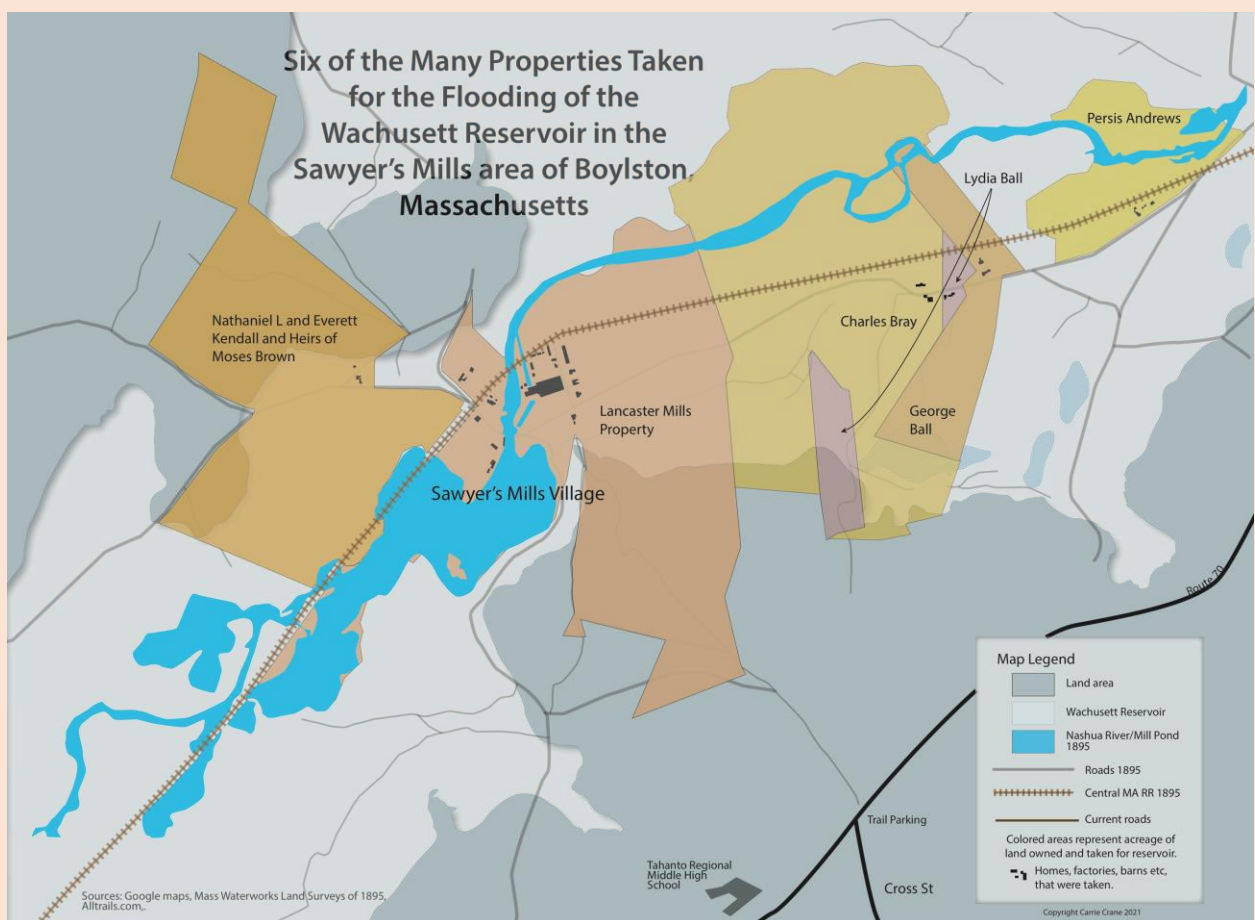 Six of the Many Properties Taken
for the Flooding of the
Wachusett Reservoir in the
Sawyer's Mills area of Boylston,
Massachusetts
Persis Andrews
Lydia Ball
Nathaniel L and Everett
Kendall and Heirs of
Moses Brown
Charles Bray
Lancaster Mills
Property
George
Ball
Sawyer's Mills Village
Route 70
Map Legend
Land area
Wachusett Reservoir
Nashua River/Mill Pond
1895
Roads 1895
Central MA RR 1895
Current roads
Colored areas represent acreage of
land owned and taken for reservoir.
Homes, factories, barns etc,
that were taken.
Trail Parking
Tahanto Regional
Middle High
School
Cross St
Sources: Google maps, Mass Waterworks Land Surveys of 1895,
Alltrails.com,.
Copyright Carrie Crane 2021